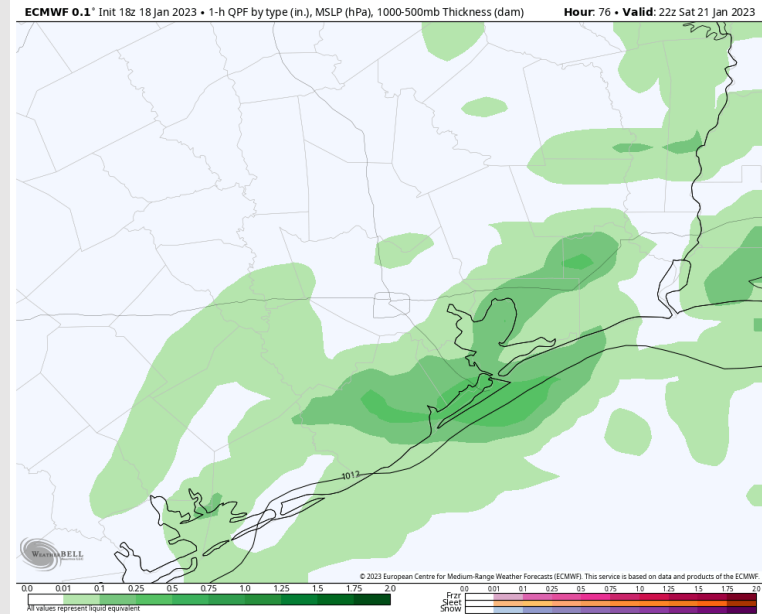 ECMWF 0.1° Init 18z 18 Jan 2023 • 1-h QPF by type (in.), MSLP (hPa), 1000-500mb Thickness (dam) Hour: 76 • Valid: 22z Sat 21 Jan 2023
1012
WEATHERBELL
© 2023 European Centre for Medium-Range Weather Forecasts (ECMWF). This service is based on data and products of the ECMWF.
0.0 0.01 0.1 0.25 0.5 0.75 1.0 1.25 1.5 1.75 2.0
All values represent liquid equivalent
0.0 0.01 0.1 0.25 0.5 0.75 1.0 1.25 1.5 1.75 2.0
Frzr
Sleet
Snow